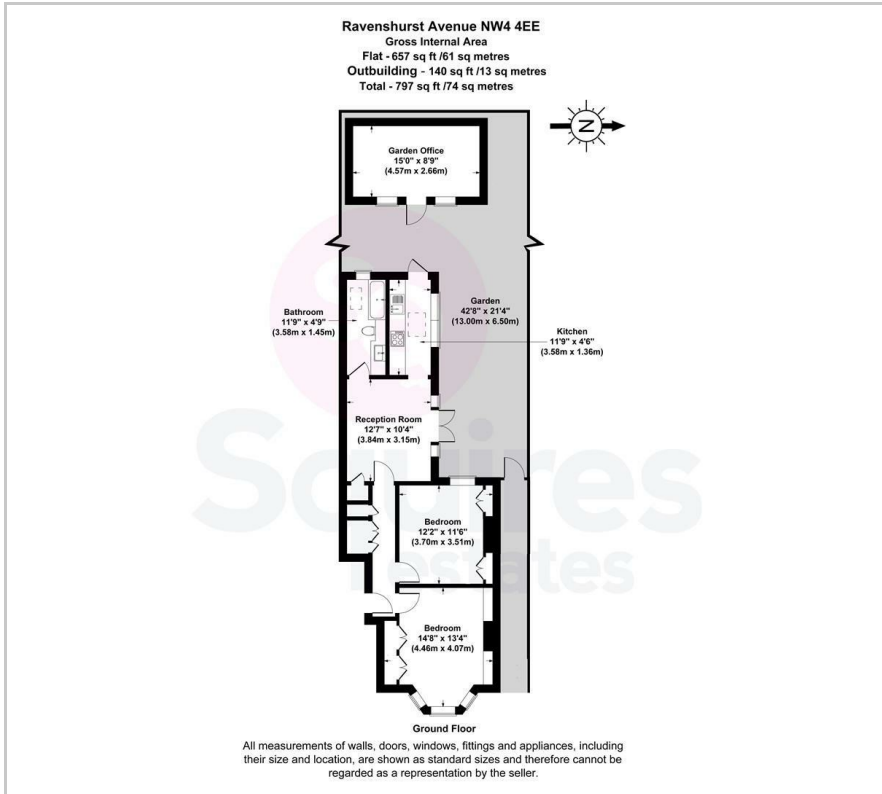 Ravenshurst Avenue NW4 4EE
Gross Internal Area
Flat - 657 sq ft /61 sq metres
Outbuilding - 140 sq ft /13 sq metres
Total - 797 sq ft /74 sq metres
N
Garden Office
15'0" x 8'9"
(4.57m x 2.66m)
Bathroom
11'9" x 4'9"
(3.58m x 1.45m)
Garden
42'8" x 21'4"
(13.00m x 6.50m)
Kitchen
11'9" x 4'6"
(3.58m x 1.36m)
Reception Room
12'7" x 10'4"
(3.84m x 3.15m)
Squires
estates
Bedroom
12'2" x 11'6"
(3.70m x 3.51m)
Bedroom
14'8" x 13'4"
(4.46m x 4.07m)
Ground Floor
All measurements of walls, doors, windows, fittings and appliances, including
their size and location, are shown as standard sizes and therefore cannot be
regarded as a representation by the seller.